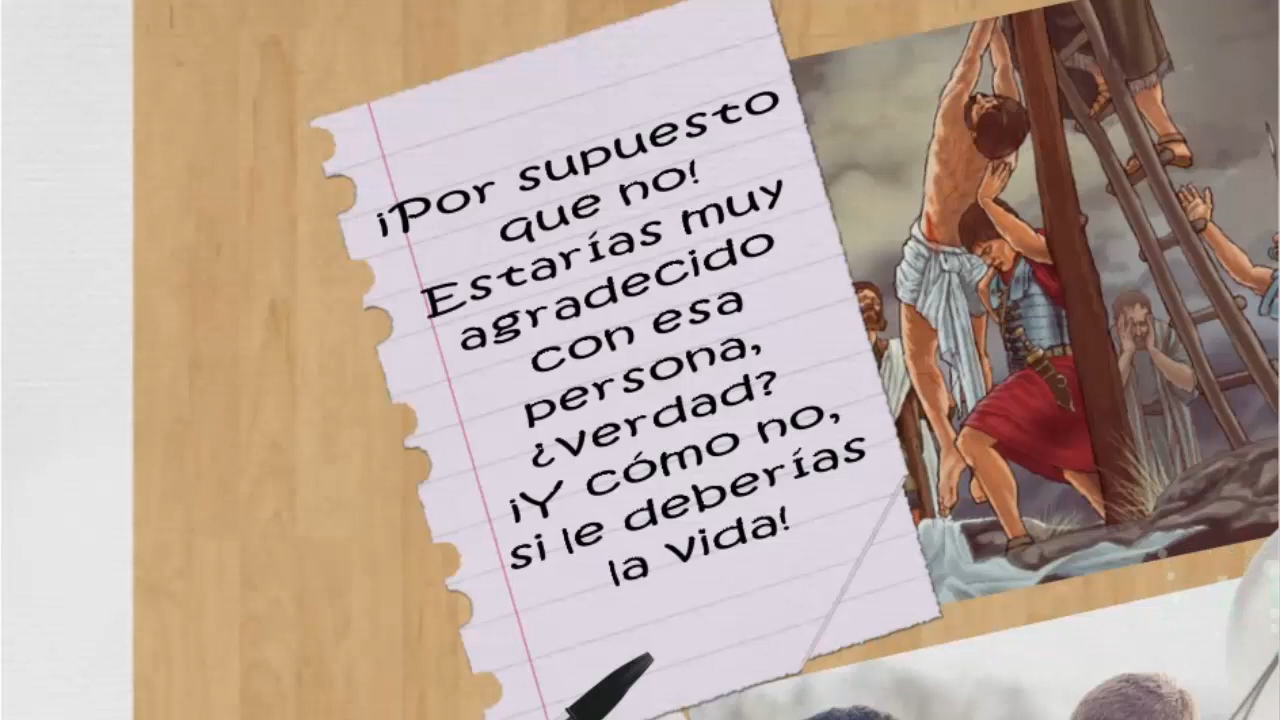 ¡Por supuesto
que no!
Estarías muy
agradecido
con esa
persona,
¿verdad?
¡Y cómo no,
si le deberías
la vida!